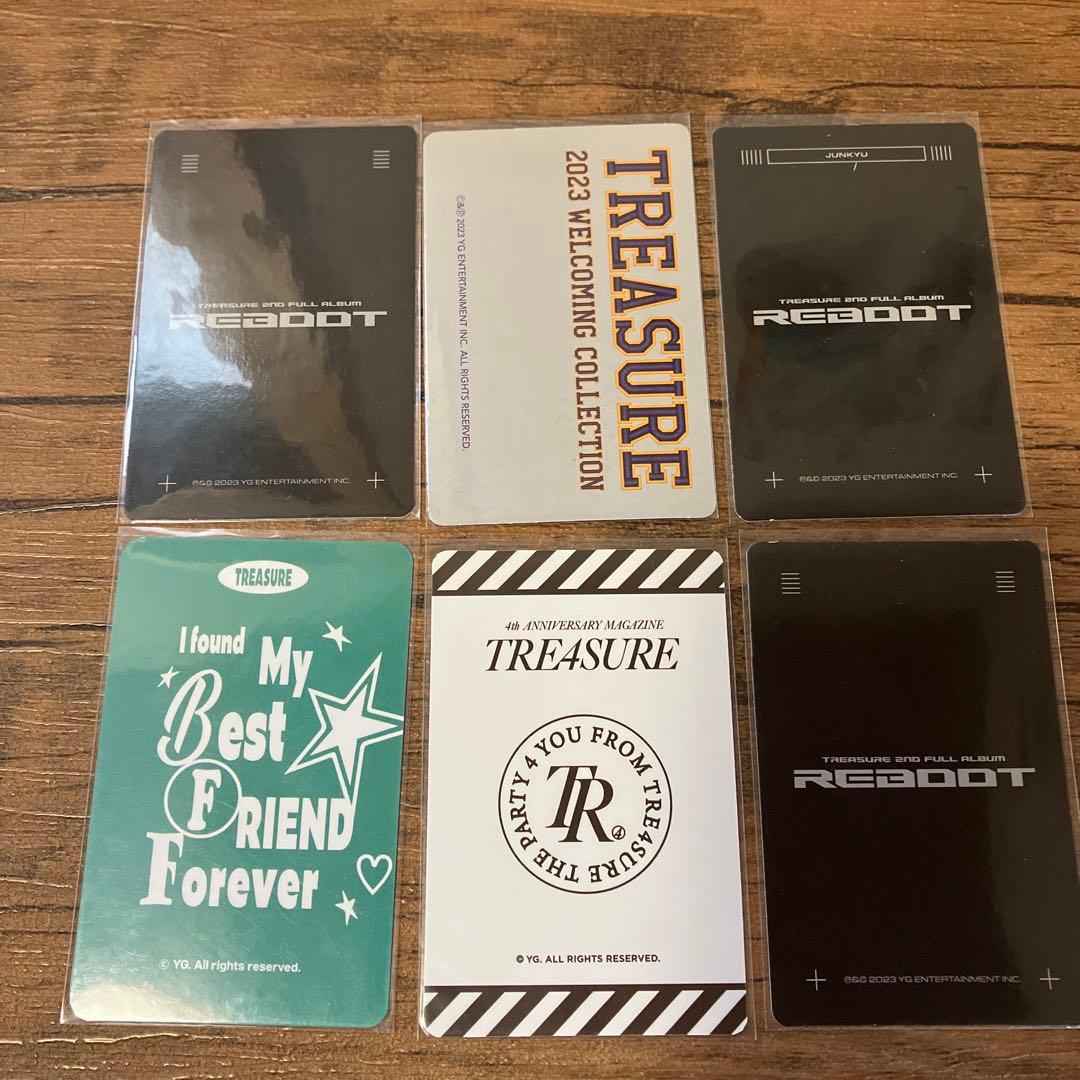 TREASURE 2ND FULL ALBUM
REBOOT
℗&© 2023 YG ENTERTAINMENT INC.
TREASURE
2023 WELCOMING COLLECTION
©&℗ 2023 YG ENTERTAINMENT INC. ALL RIGHTS RESERVED.
JUNKYU
TREASURE 2ND FULL ALBUM
REBOOT
℗&© 2023 YG ENTERTAINMENT INC.
TREASURE
I found
My
Best
FRIEND
Forever
© YG. All rights reserved.
4th ANNIVERSARY MAGAZINE
TRE4SURE
THE PARTY 4 YOU FROM TRE4SURE
TR④
© YG. ALL RIGHTS RESERVED.
TREASURE 2ND FULL ALBUM
REBOOT
℗&© 2023 YG ENTERTAINMENT INC.